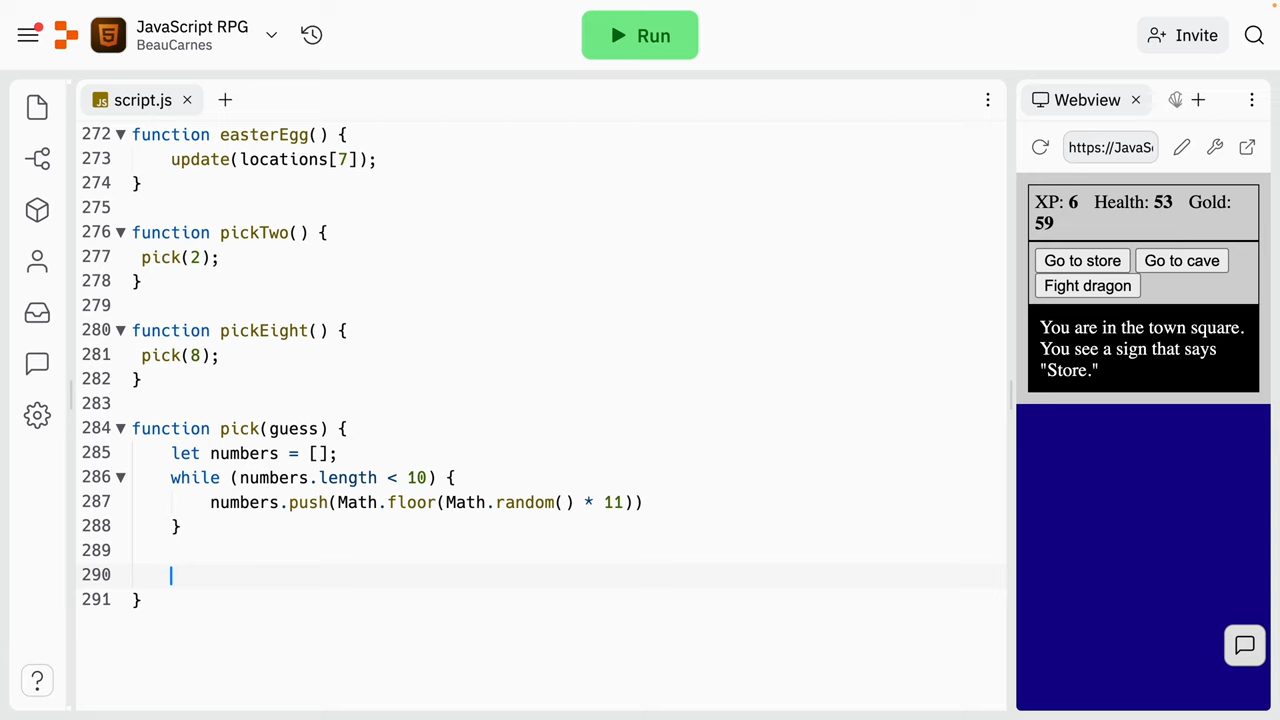 JavaScript RPG
BeauCarnes
Run
Invite
JS script.js
Webview
https://JavaS
272 function easterEgg() {
273 update(locations[7]);
274 }
275
276 function pickTwo() {
277 pick(2);
278 }
279
280 function pickEight() {
281 pick(8);
282 }
283
284 function pick(guess) {
285 let numbers = [];
286 while (numbers.length < 10) {
287 numbers.push(Math.floor(Math.random() * 11))
288 }
289
290
291 }
XP: 6 Health: 53 Gold:
59
Go to store Go to cave
Fight dragon
You are in the town square.
You see a sign that says
"Store."
?